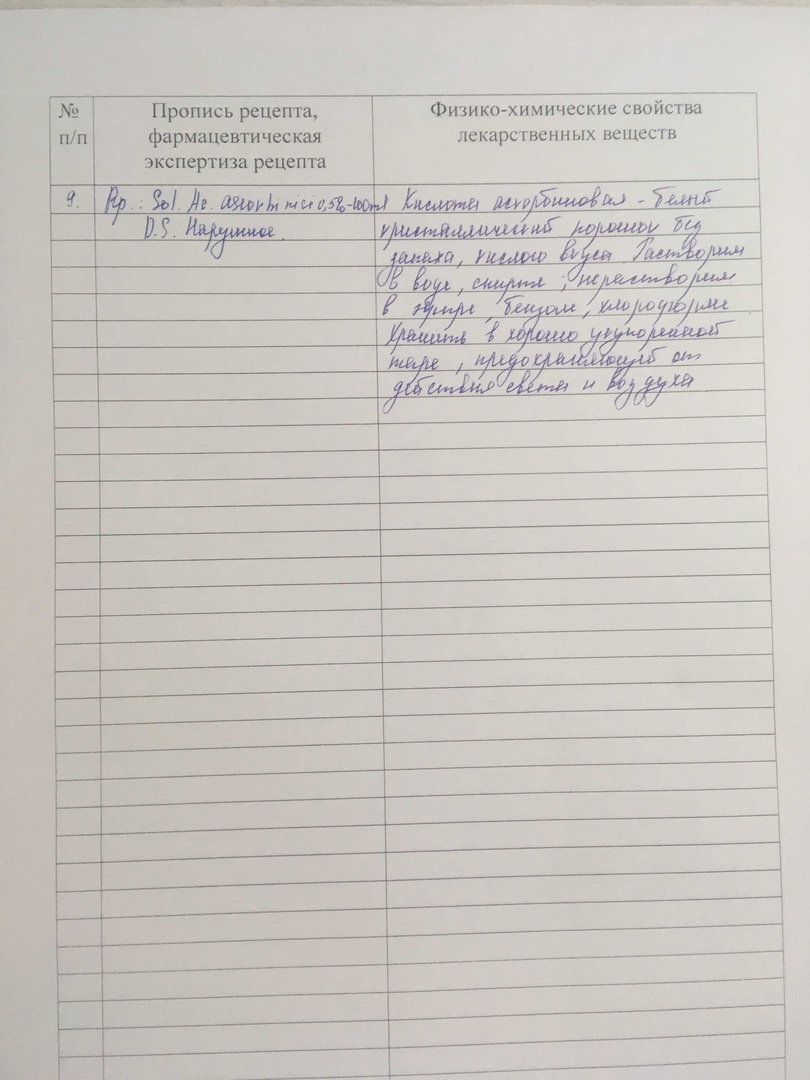 № п/п
Пропись рецепта,
фармацевтическая
экспертиза рецепта
Физико-химические свойства
лекарственных веществ
9.
Rp.: Sol. Ac. ascorbinici 0,5%-100ml
D.S. Наружное.
Кислота аскорбиновая - белый
кристаллический порошок без
запаха, кислого вкуса. Растворим
в воде, спирте; нерастворим
в эфире, бензоле, хлороформе
Хранить в хорошо укупоренной
таре, предохраняющей от
действия света и воздуха